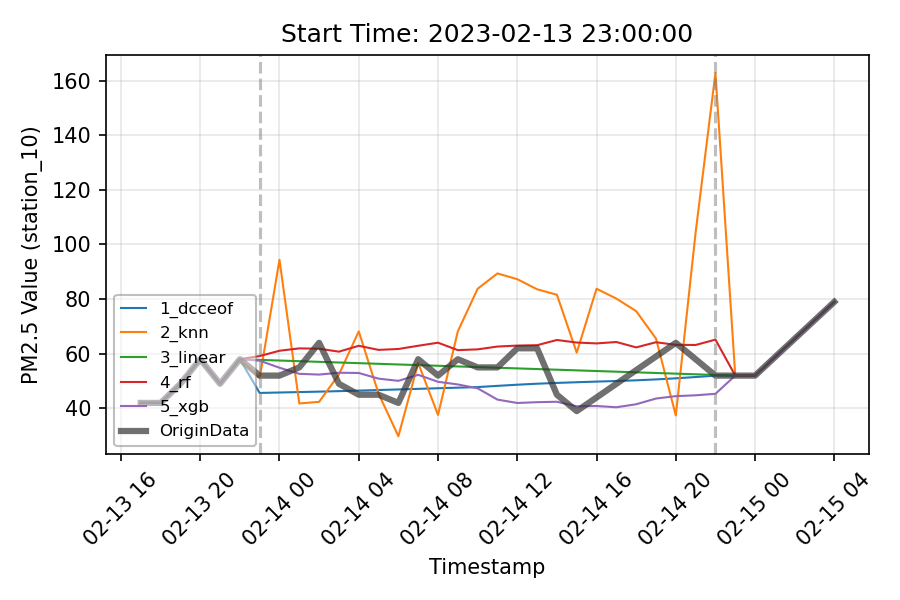 Start Time: 2023-02-13 23:00:00
PM2.5 Value (station_10)
160
140
120
100
80
60
40
1_dcceof
2_knn
3_linear
4_rf
5_xgb
OriginData
02-13 16
02-13 20
02-14 00
02-14 04
02-14 08
02-14 12
02-14 16
02-14 20
02-15 00
02-15 04
Timestamp